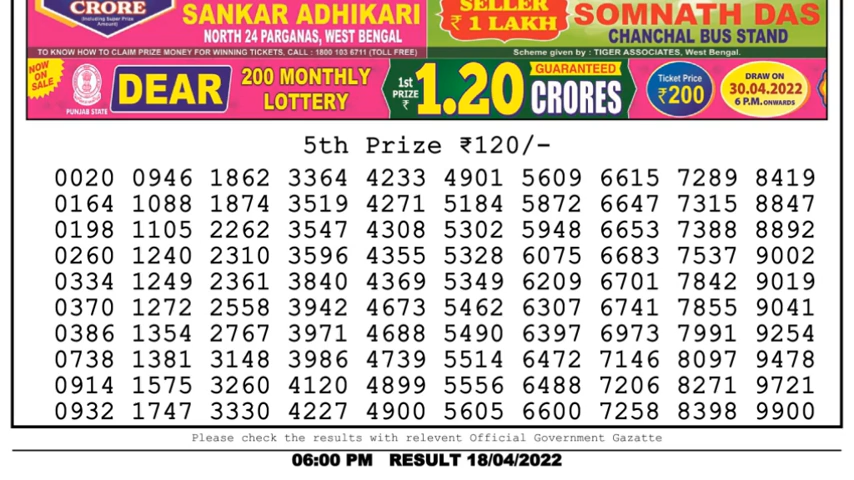 CRORE
(Including Super Prize Amount)
SANKAR ADHIKARI
NORTH 24 PARGANAS, WEST BENGAL
SELLER
₹ 1 LAKH
SOMNATH DAS
CHANCHAL BUS STAND
TO KNOW HOW TO CLAIM PRIZE MONEY FOR WINNING TICKETS, CALL : 1800 103 6711 (TOLL FREE)
Scheme given by : TIGER ASSOCIATES, West Bengal.
NOW ON SALE
PUNJAB STATE
DEAR
200 MONTHLY
LOTTERY
1st
PRIZE
₹
1.20
GUARANTEED
CRORES
Ticket Price
₹200
DRAW ON
30.04.2022
6 P.M. ONWARDS
5th Prize ₹120/-
0020 0946 1862 3364 4233 4901 5609 6615 7289 8419
0164 1088 1874 3519 4271 5184 5872 6647 7315 8847
0198 1105 2262 3547 4308 5302 5948 6653 7388 8892
0260 1240 2310 3596 4355 5328 6075 6683 7537 9002
0334 1249 2361 3840 4369 5349 6209 6701 7842 9019
0370 1272 2558 3942 4673 5462 6307 6741 7855 9041
0386 1354 2767 3971 4688 5490 6397 6973 7991 9254
0738 1381 3148 3986 4739 5514 6472 7146 8097 9478
0914 1575 3260 4120 4899 5556 6488 7206 8271 9721
0932 1747 3330 4227 4900 5605 6600 7258 8398 9900
Please check the results with relevent Official Government Gazatte
06:00 PM RESULT 18/04/2022